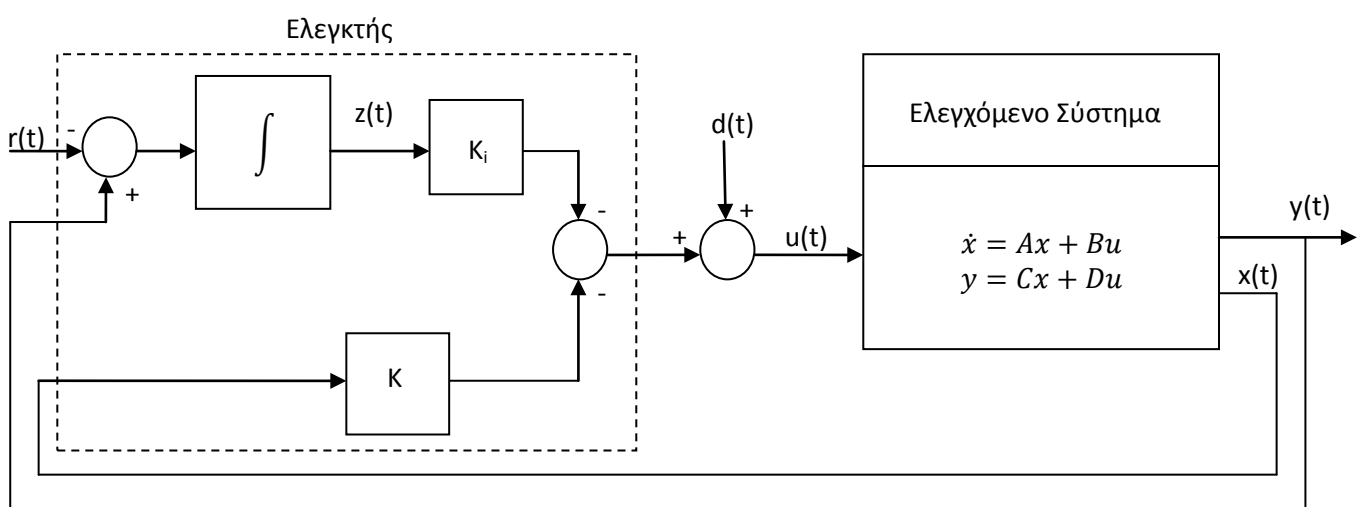 Ελεγκτής
r(t)
-
+
∫
z(t)
Kᵢ
-
-
K
d(t)
+
+
u(t)
Ελεγχόμενο Σύστημα
ẋ = Ax + Bu
y = Cx + Du
y(t)
x(t)